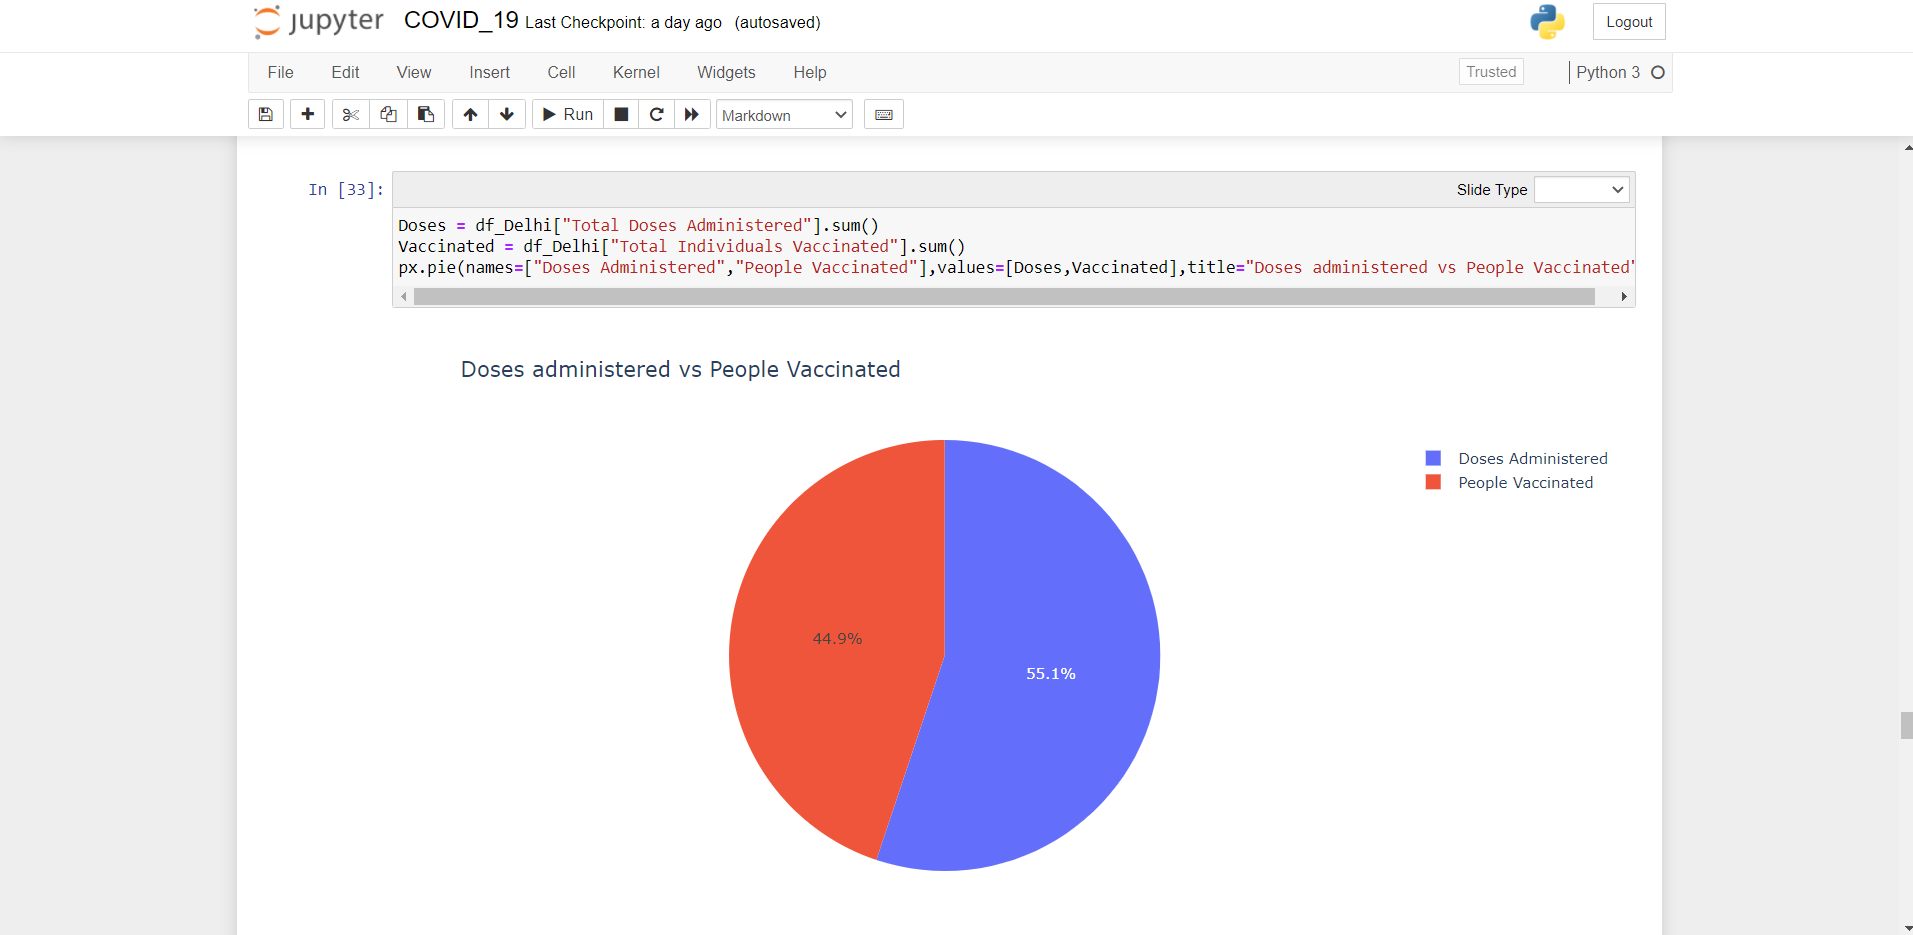 jupyter COVID_19 Last Checkpoint: a day ago (autosaved) Logout
File Edit View Insert Cell Kernel Widgets Help Trusted Python 3
Run Markdown
In [33]: Slide Type
Doses = df_Delhi["Total Doses Administered"].sum()
Vaccinated = df_Delhi["Total Individuals Vaccinated"].sum()
px.pie(names=["Doses Administered","People Vaccinated"],values=[Doses,Vaccinated],title="Doses administered vs People Vaccinated"
Doses administered vs People Vaccinated
Doses Administered
People Vaccinated
44.9%
55.1%